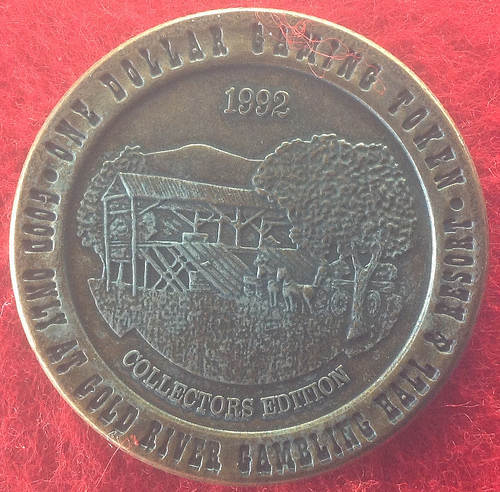 ONE DOLLAR GAMING TOKEN
• GOOD ONLY AT GOLD RIVER GAMBLING HALL & RESORT •
1992
COLLECTORS EDITION